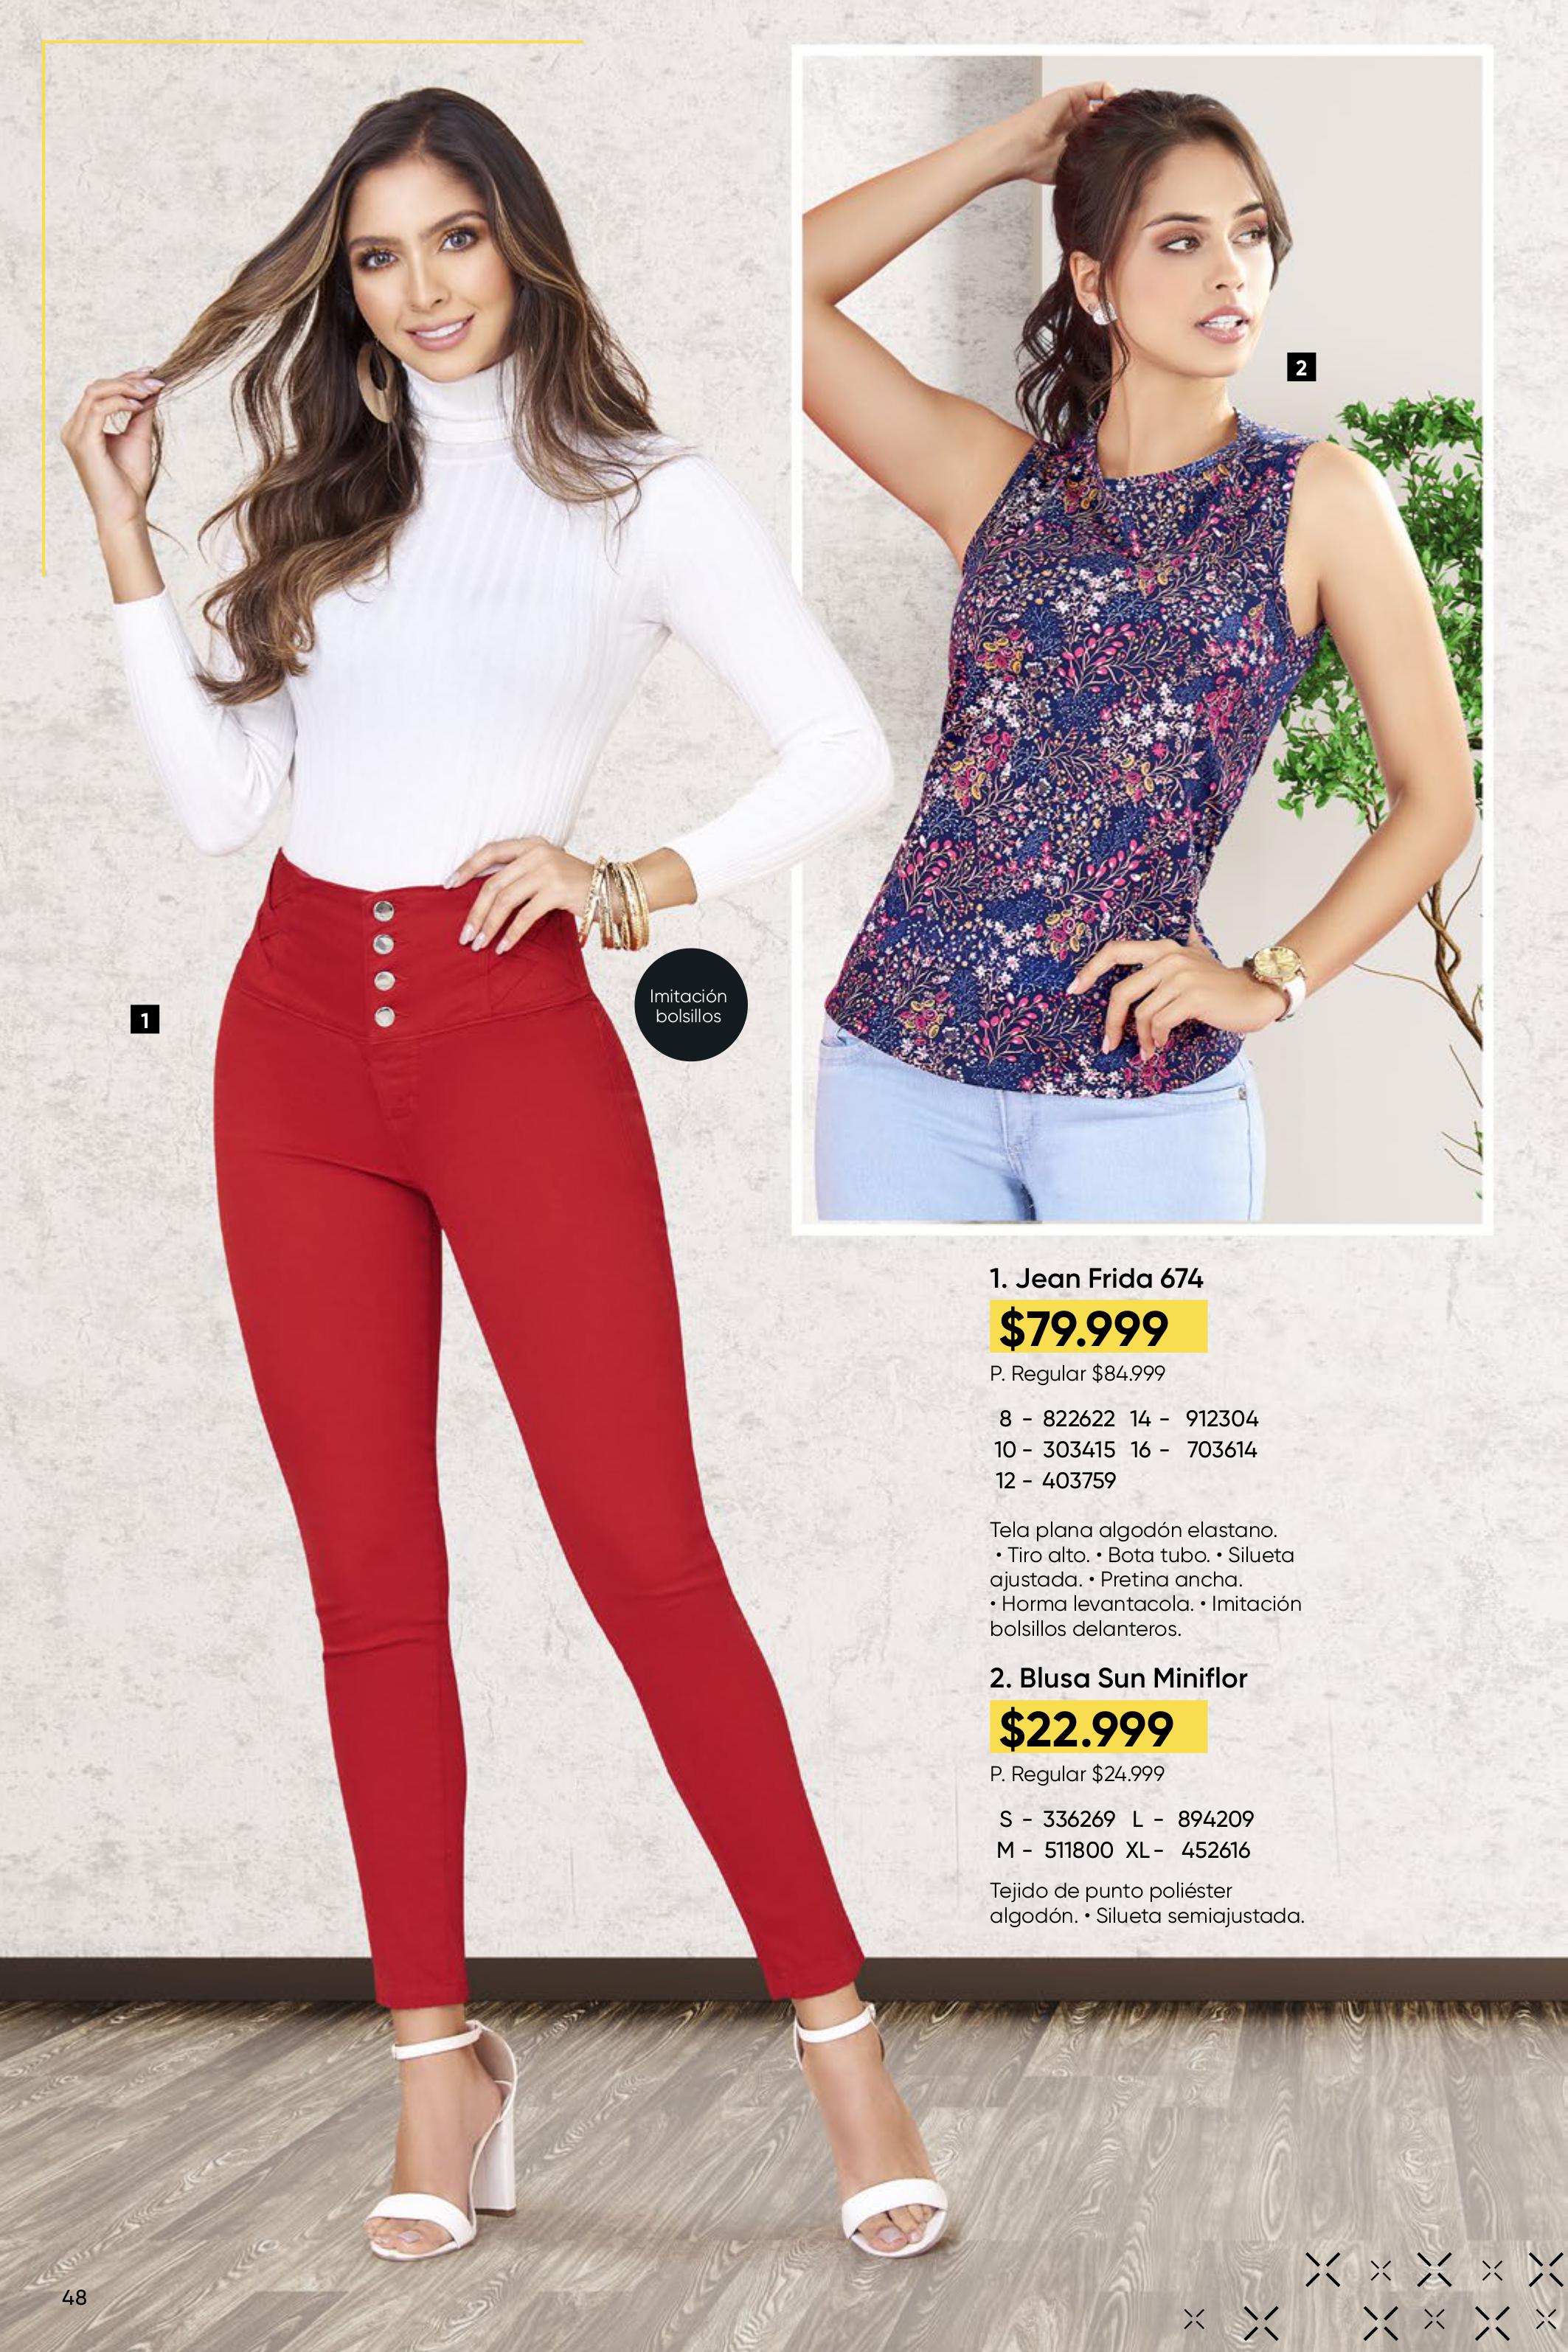 2
1
Imitación
bolsillos
1. Jean Frida 674
$79.999
P. Regular $84.999
8 - 822622 14 - 912304
10 - 303415 16 - 703614
12 - 403759
Tela plana algodón elastano.
• Tiro alto. • Bota tubo. • Silueta
ajustada. • Pretina ancha.
• Horma levantacola. • Imitación
bolsillos delanteros.
2. Blusa Sun Miniflor
$22.999
P. Regular $24.999
S - 336269 L - 894209
M - 511800 XL - 452616
Tejido de punto poliéster
algodón. • Silueta semiajustada.
48